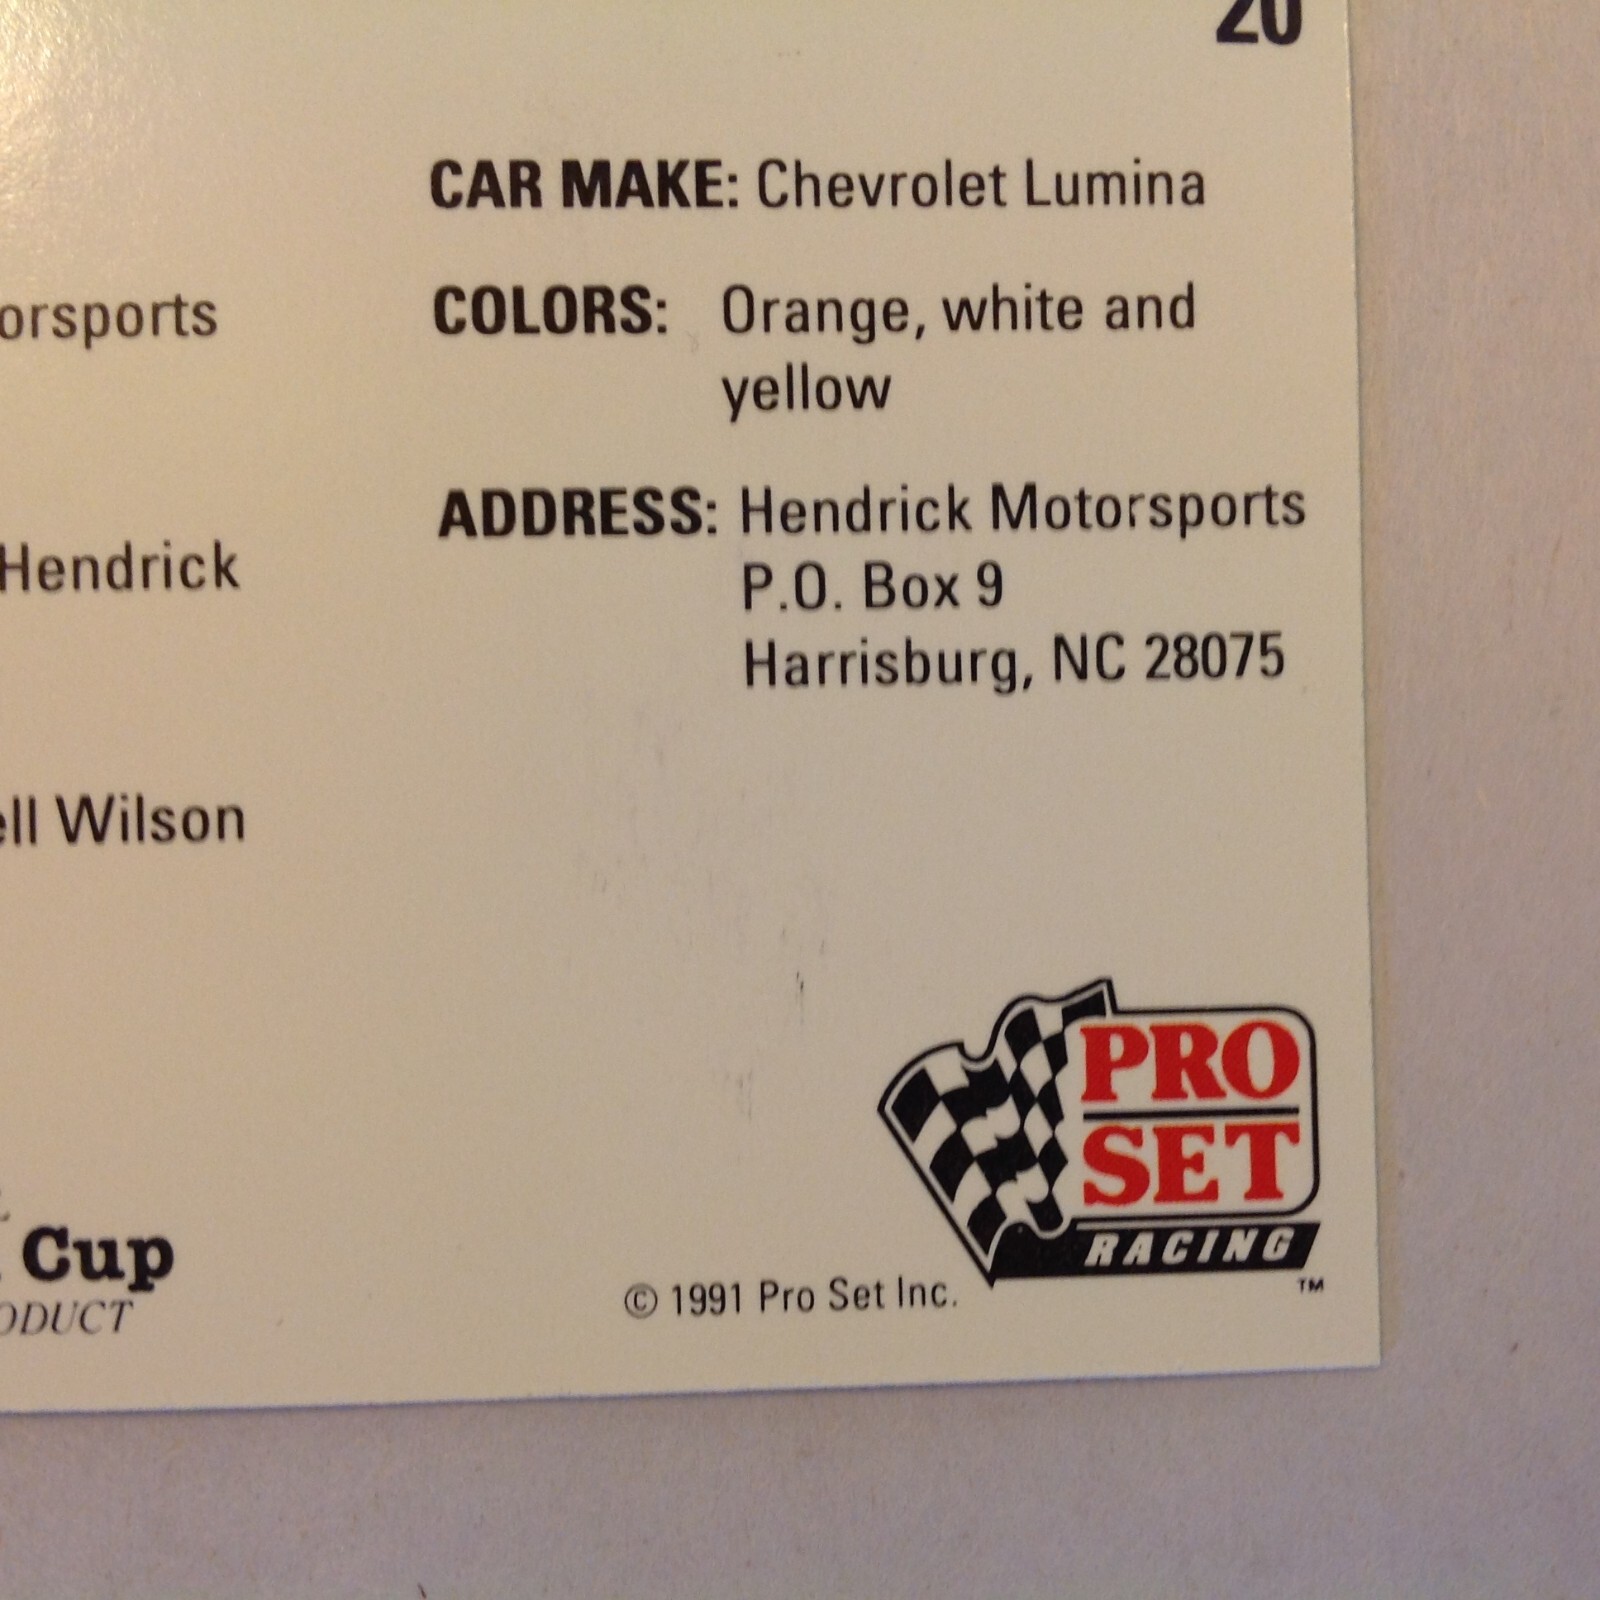 20
CAR MAKE: Chevrolet Lumina
orsports
COLORS: Orange, white and
yellow
ADDRESS: Hendrick Motorsports
Hendrick
P.O. Box 9
Harrisburg, NC 28075
ell Wilson
PRO
SET
RACING
TM
Cup
ODUCT
© 1991 Pro Set Inc.